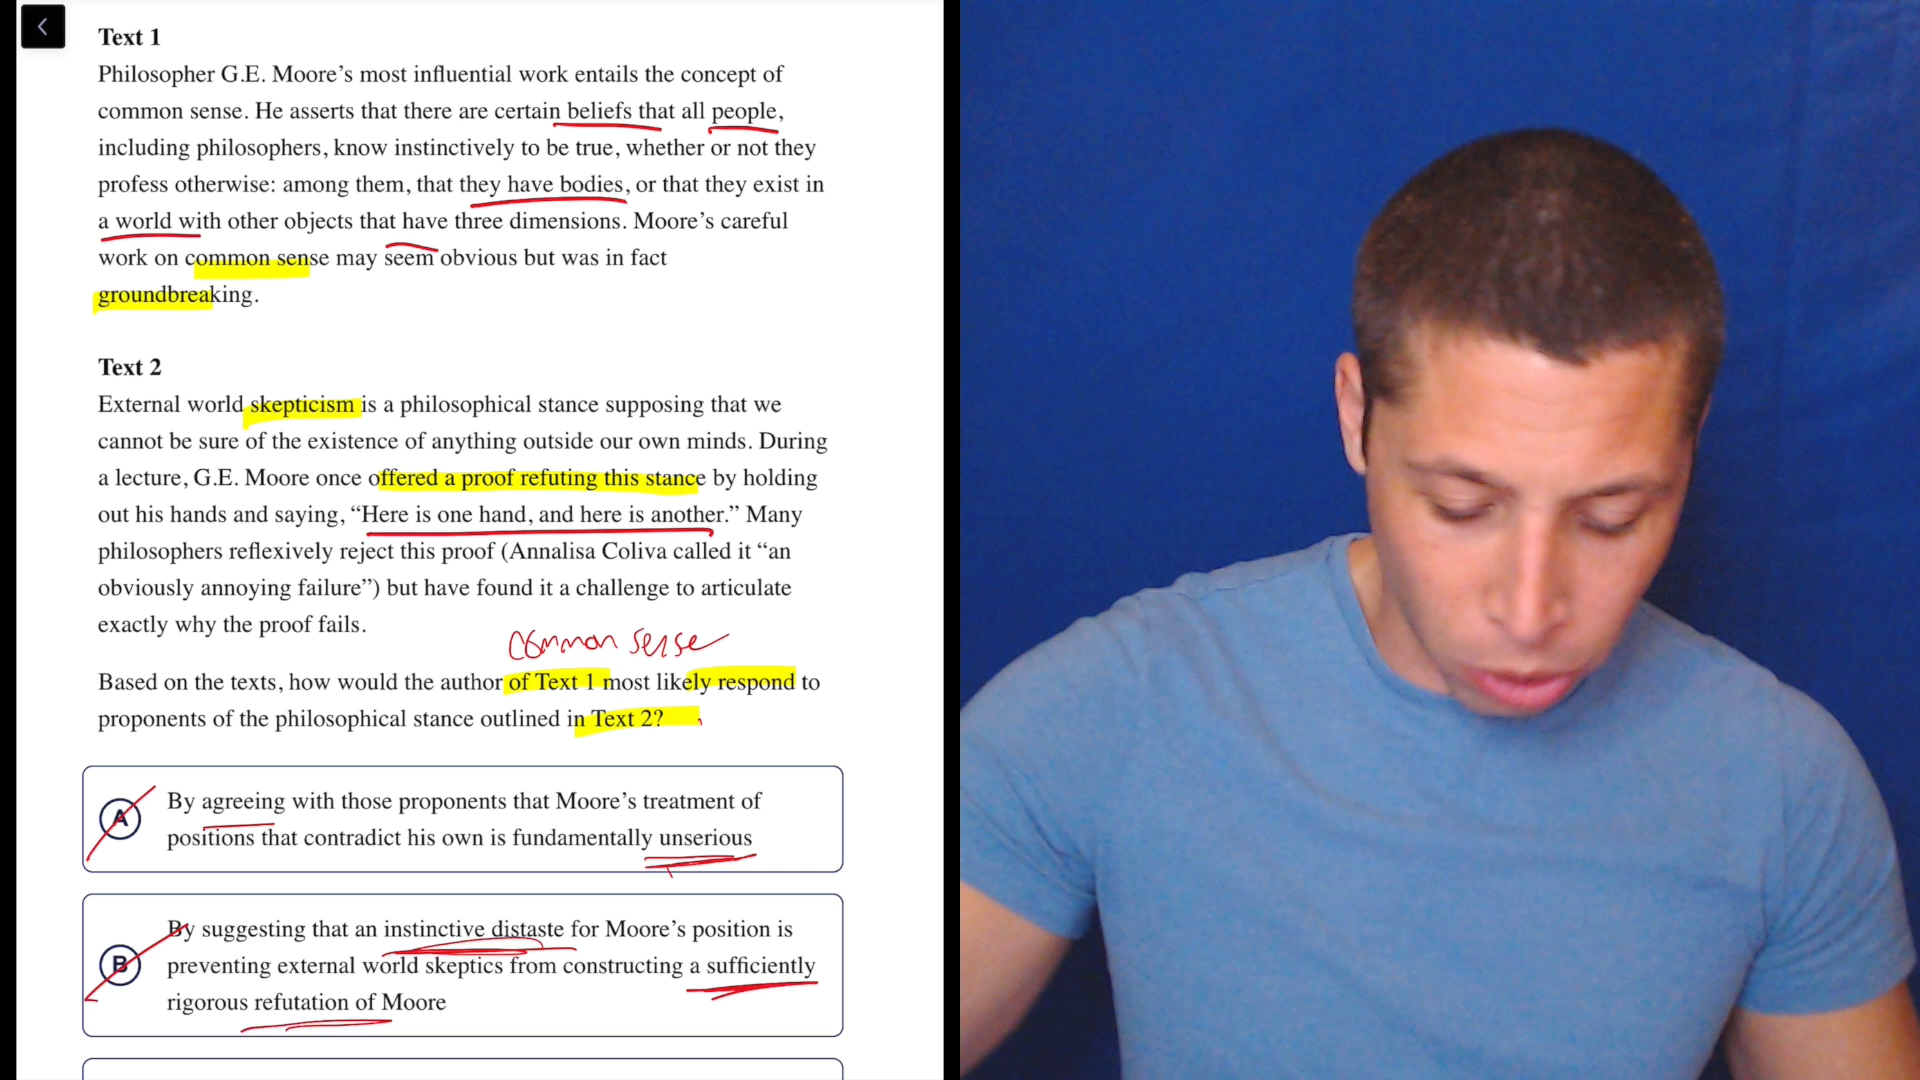 Text 1
Philosopher G.E. Moore’s most influential work entails the concept of
common sense. He asserts that there are certain beliefs that all people,
including philosophers, know instinctively to be true, whether or not they
profess otherwise: among them, that they have bodies, or that they exist in
a world with other objects that have three dimensions. Moore’s careful
work on common sense may seem obvious but was in fact
groundbreaking.
Text 2
External world skepticism is a philosophical stance supposing that we
cannot be sure of the existence of anything outside our own minds. During
a lecture, G.E. Moore once offered a proof refuting this stance by holding
out his hands and saying, “Here is one hand, and here is another.” Many
philosophers reflexively reject this proof (Annalisa Coliva called it “an
obviously annoying failure”) but have found it a challenge to articulate
exactly why the proof fails.
common sense
Based on the texts, how would the author of Text 1 most likely respond to
proponents of the philosophical stance outlined in Text 2?
A
By agreeing with those proponents that Moore’s treatment of
positions that contradict his own is fundamentally unserious
B
By suggesting that an instinctive distaste for Moore’s position is
preventing external world skeptics from constructing a sufficiently
rigorous refutation of Moore